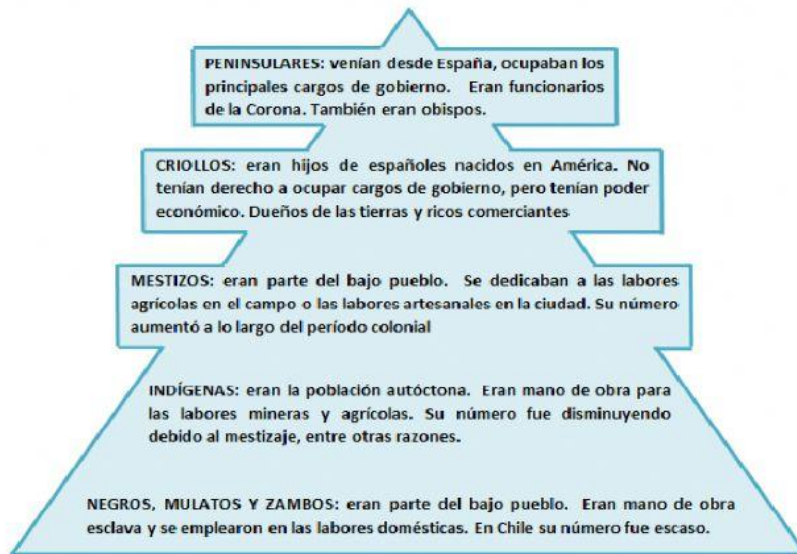 PENINSULARES: venían desde España, ocupaban los
principales cargos de gobierno. Eran funcionarios
de la Corona. También eran obispos.
CRIOLLOS: eran hijos de españoles nacidos en América. No
tenían derecho a ocupar cargos de gobierno, pero tenían poder
económico. Dueños de las tierras y ricos comerciantes
MESTIZOS: eran parte del bajo pueblo. Se dedicaban a las labores
agrícolas en el campo o las labores artesanales en la ciudad. Su número
aumentó a lo largo del período colonial
INDÍGENAS: eran la población autóctona. Eran mano de obra para
las labores mineras y agrícolas. Su número fue disminuyendo
debido al mestizaje, entre otras razones.
NEGROS, MULATOS Y ZAMBOS: eran parte del bajo pueblo. Eran mano de obra
esclava y se emplearon en las labores domésticas. En Chile su número fue escaso.